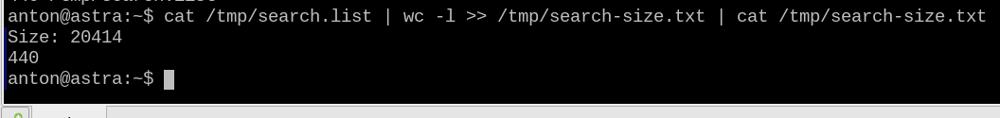 anton@astra:~$ cat /tmp/search.list | wc -l >> /tmp/search-size.txt | cat /tmp/search-size.txt
Size: 20414
440
anton@astra:~$